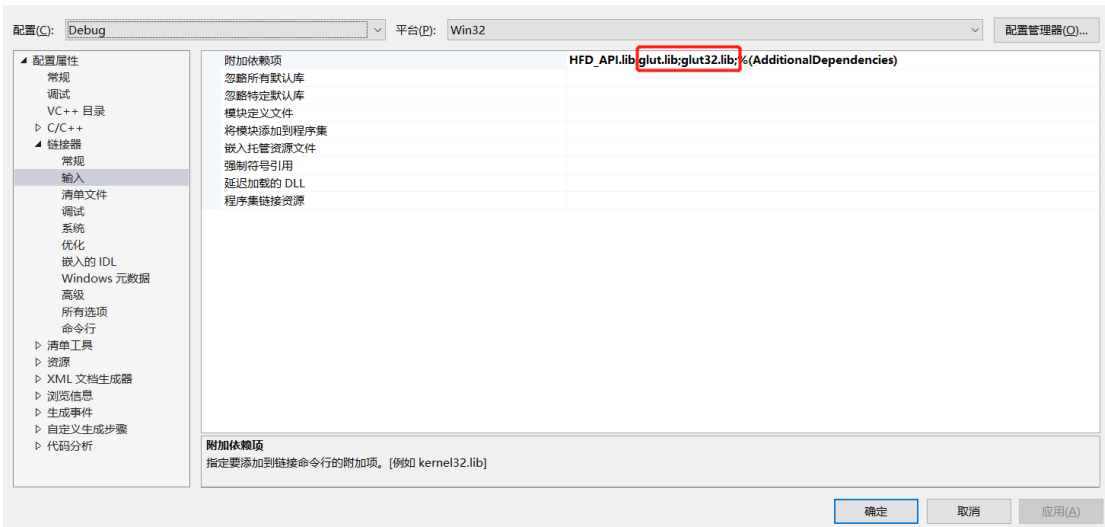 配置(C): Debug 平台(P): Win32 配置管理器(O)...
配置属性
常规
调试
VC++ 目录
C/C++
链接器
常规
输入
清单文件
调试
系统
优化
嵌入的 IDL
Windows 元数据
高级
所有选项
命令行
清单工具
资源
XML 文档生成器
浏览信息
生成事件
自定义生成步骤
代码分析
附加依赖项 HFD_API.lib;glut.lib;glut32.lib;%(AdditionalDependencies)
忽略所有默认库
忽略特定默认库
模块定义文件
将模块添加到程序集
嵌入托管资源文件
强制符号引用
延迟加载的 DLL
程序集链接资源
附加依赖项
指定要添加到链接命令行的附加项。[例如 kernel32.lib]
确定 取消 应用(A)